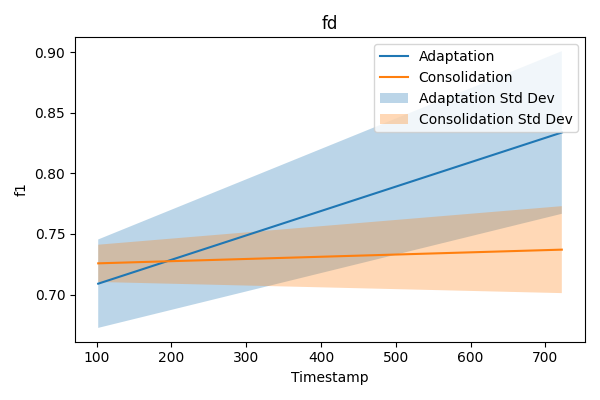 fd
Adaptation
Consolidation
Adaptation Std Dev
Consolidation Std Dev
0.90
0.85
0.80
0.75
0.70
f1
100 200 300 400 500 600 700
Timestamp